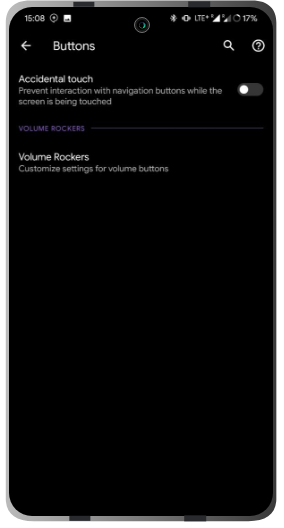 15:08 LTE+ 17%
Buttons
Accidental touch
Prevent interaction with navigation buttons while the
screen is being touched
VOLUME ROCKERS
Volume Rockers
Customize settings for volume buttons